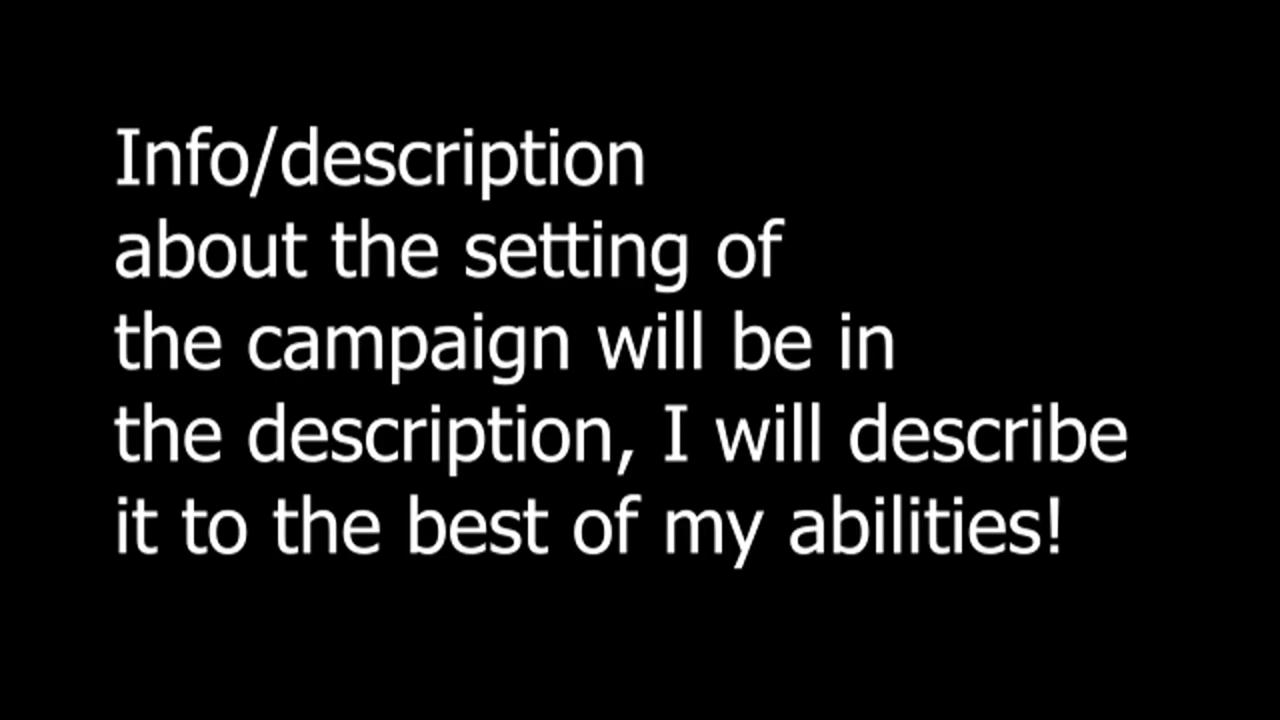 Info/description
about the setting of
the campaign will be in
the description, I will describe
it to the best of my abilities!